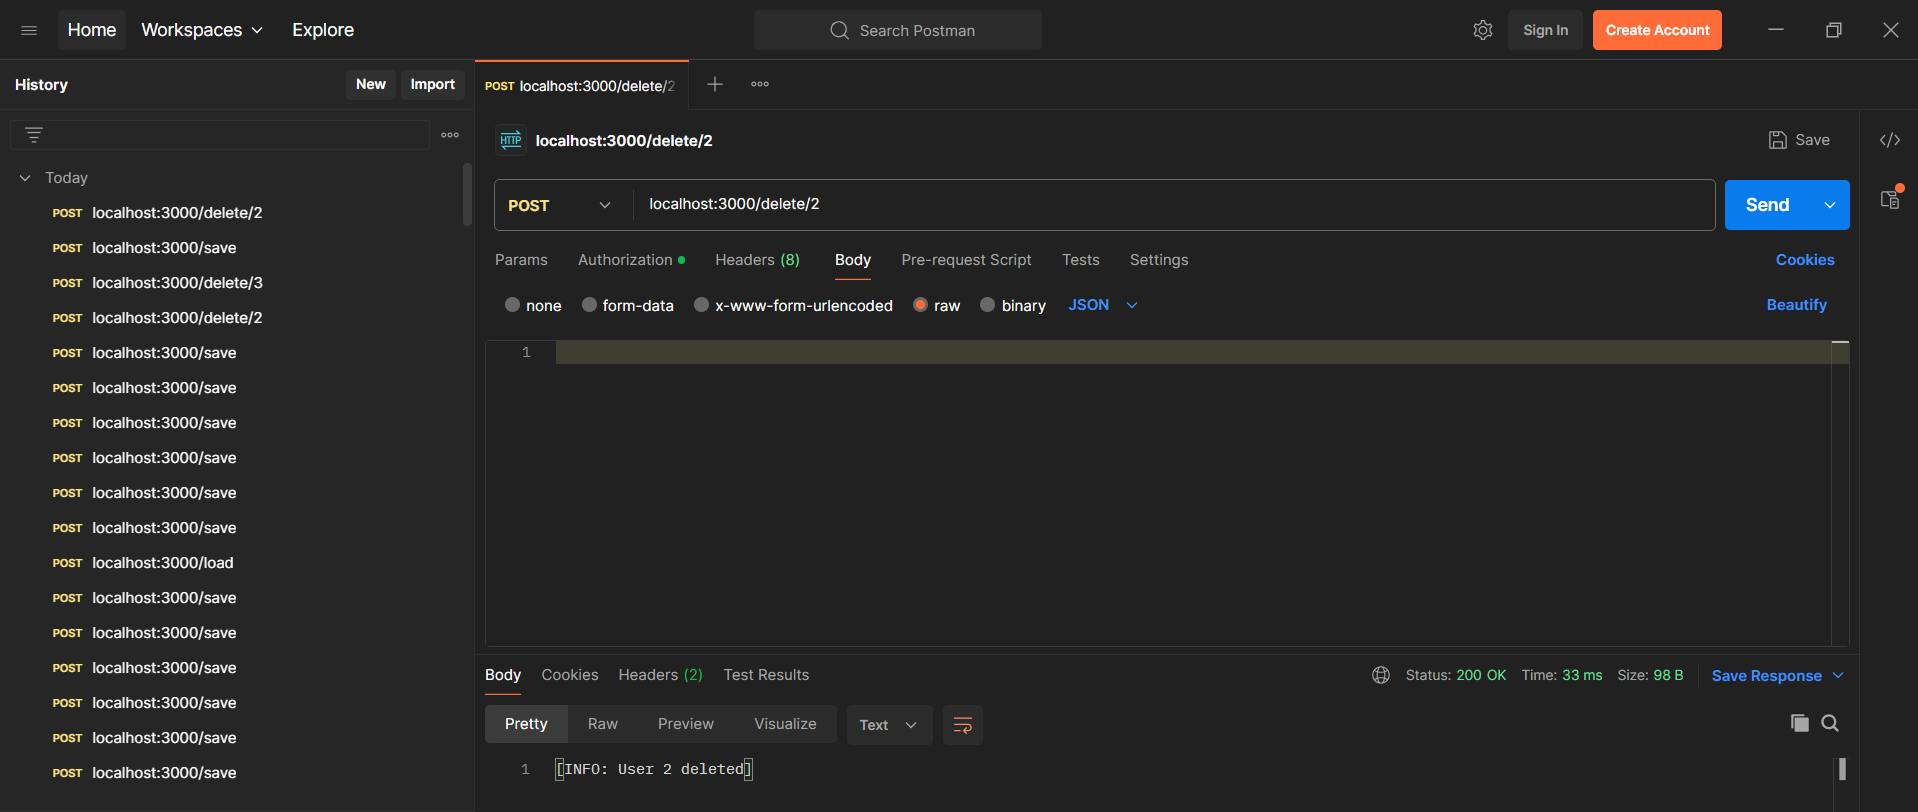 Home Workspaces Explore Search Postman Sign In Create Account
History New Import
Today
POST localhost:3000/delete/2
POST localhost:3000/save
POST localhost:3000/delete/3
POST localhost:3000/delete/2
POST localhost:3000/save
POST localhost:3000/save
POST localhost:3000/save
POST localhost:3000/save
POST localhost:3000/save
POST localhost:3000/save
POST localhost:3000/load
POST localhost:3000/save
POST localhost:3000/save
POST localhost:3000/save
POST localhost:3000/save
POST localhost:3000/save
POST localhost:3000/save
POST localhost:3000/delete/2
HTTP localhost:3000/delete/2 Save </>
POST localhost:3000/delete/2 Send
Params Authorization Headers (8) Body Pre-request Script Tests Settings Cookies
none form-data x-www-form-urlencoded raw binary JSON Beautify
1
Body Cookies Headers (2) Test Results Status: 200 OK Time: 33 ms Size: 98 B Save Response
Pretty Raw Preview Visualize Text
1 [INFO: User 2 deleted]